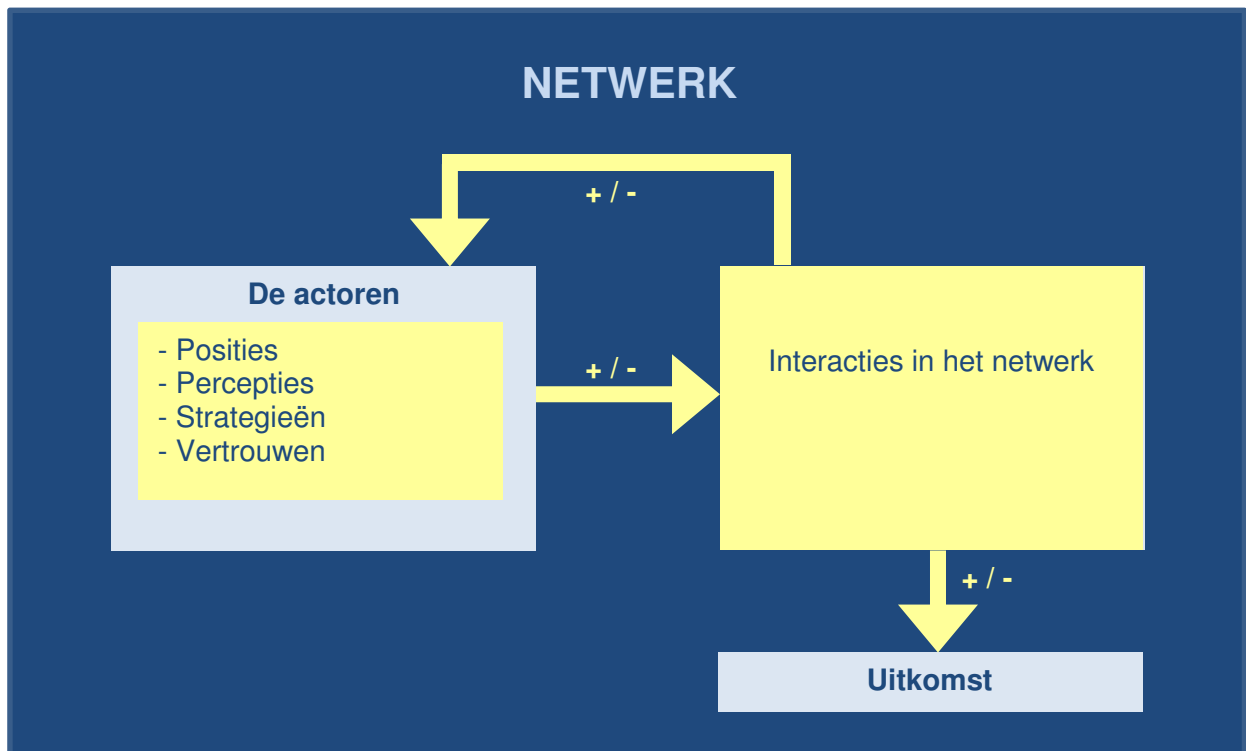 NETWERK
+ / -
De actoren
- Posities
- Percepties
- Strategieën
- Vertrouwen
+ / -
Interacties in het netwerk
+ / -
Uitkomst